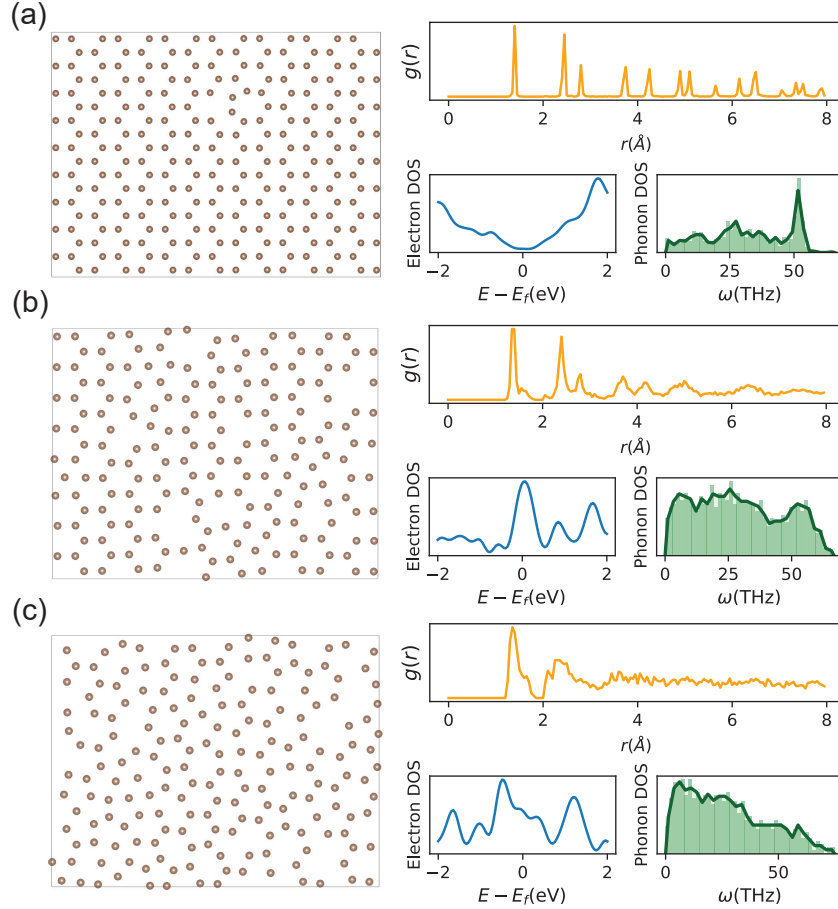 (a)
g(r)
0 2 4 6 8
r(Å)
Electron DOS
−2 0 2
E − E_f(eV)
Phonon DOS
0 25 50
ω(THz)
(b)
g(r)
0 2 4 6 8
r(Å)
Electron DOS
−2 0 2
E − E_f(eV)
Phonon DOS
0 25 50
ω(THz)
(c)
g(r)
0 2 4 6 8
r(Å)
Electron DOS
−2 0 2
E − E_f(eV)
Phonon DOS
0 50
ω(THz)